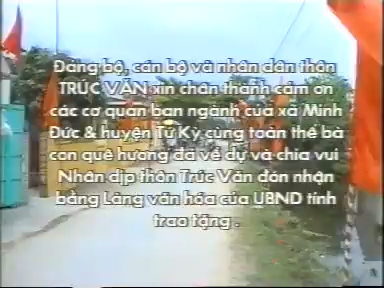 Đảng bộ, cán bộ và nhân dân thôn
TRÚC VĂN xin chân thành cảm ơn
các cơ quan ban ngành của xã Minh
Đức & huyện Tứ Kỳ cùng toàn thể bà
con quê hương đã về dự và chia vui
Nhân dịp thôn Trúc Văn đón nhận
bằng Làng văn hóa của UBND tỉnh
trao tặng .